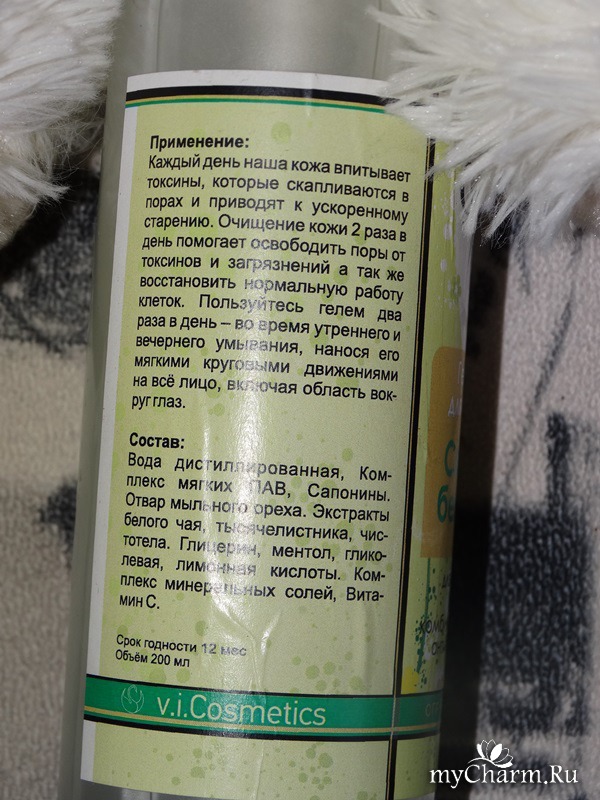 Применение:
Каждый день наша кожа впитывает
токсины, которые скапливаются в
порах и приводят к ускоренному
старению. Очищение кожи 2 раза в
день помогает освободить поры от
токсинов и загрязнений а так же
восстановить нормальную работу
клеток. Пользуйтесь гелем два
раза в день – во время утреннего и
вечернего умывания, нанося его
мягкими круговыми движениями
на всё лицо, включая область вок-
руг глаз.
Состав:
Вода дистиллированная, Ком-
плекс мягких ПАВ, Сапонины.
Отвар мыльного ореха. Экстракты
белого чая, тысячелистника, чис-
тотела. Глицерин, ментол, глико-
левая, лимонная кислоты. Ком-
плекс минеральных солей, Вита-
мин С.
Срок годности 12 мес
Объём 200 мл
v.i.Cosmetics
myCharm.Ru